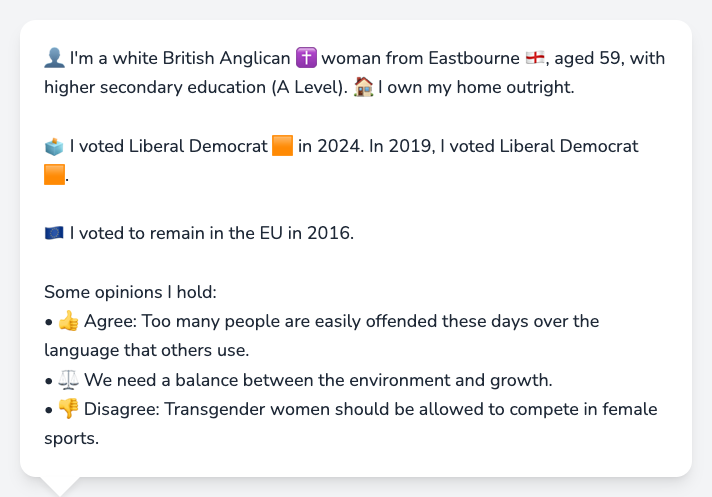 👤 I'm a white British Anglican ✝️ woman from Eastbourne 🏴󠁧󠁢󠁥󠁮󠁧󠁿, aged 59, with
higher secondary education (A Level). 🏠 I own my home outright.
🗳️ I voted Liberal Democrat 🟧 in 2024. In 2019, I voted Liberal Democrat
🟧.
🇪🇺 I voted to remain in the EU in 2016.
Some opinions I hold:
• 👍 Agree: Too many people are easily offended these days over the
language that others use.
• ⚖️ We need a balance between the environment and growth.
• 👎 Disagree: Transgender women should be allowed to compete in female
sports.